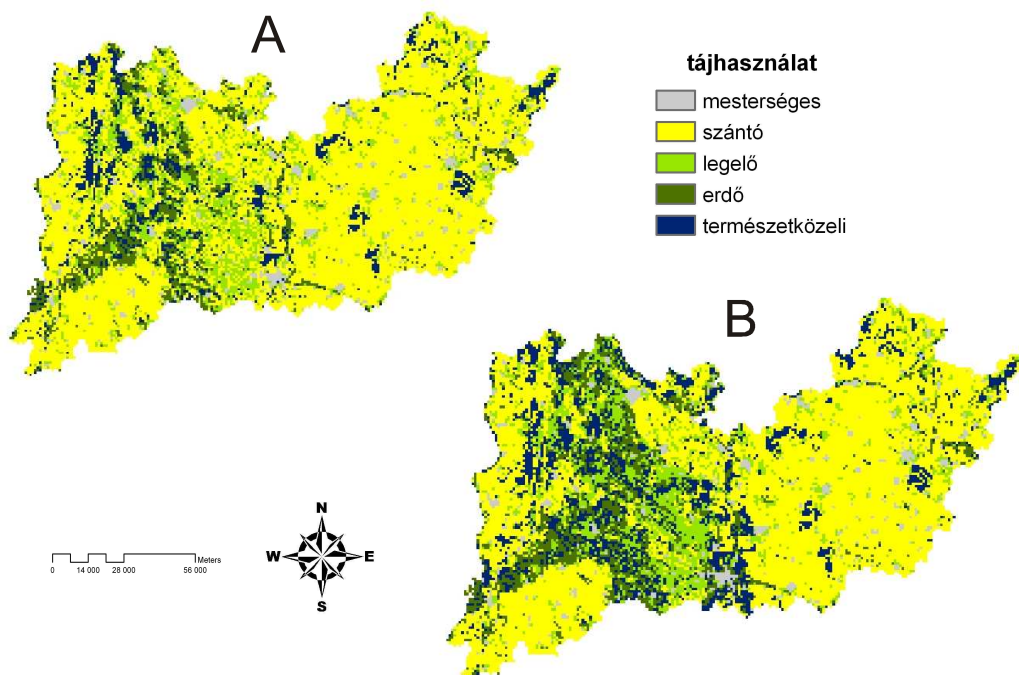 A
tájhasználat
mesterséges
szántó
legelő
erdő
természetközeli
B
N
W E
S
Meters
0 14 000 28 000 56 000